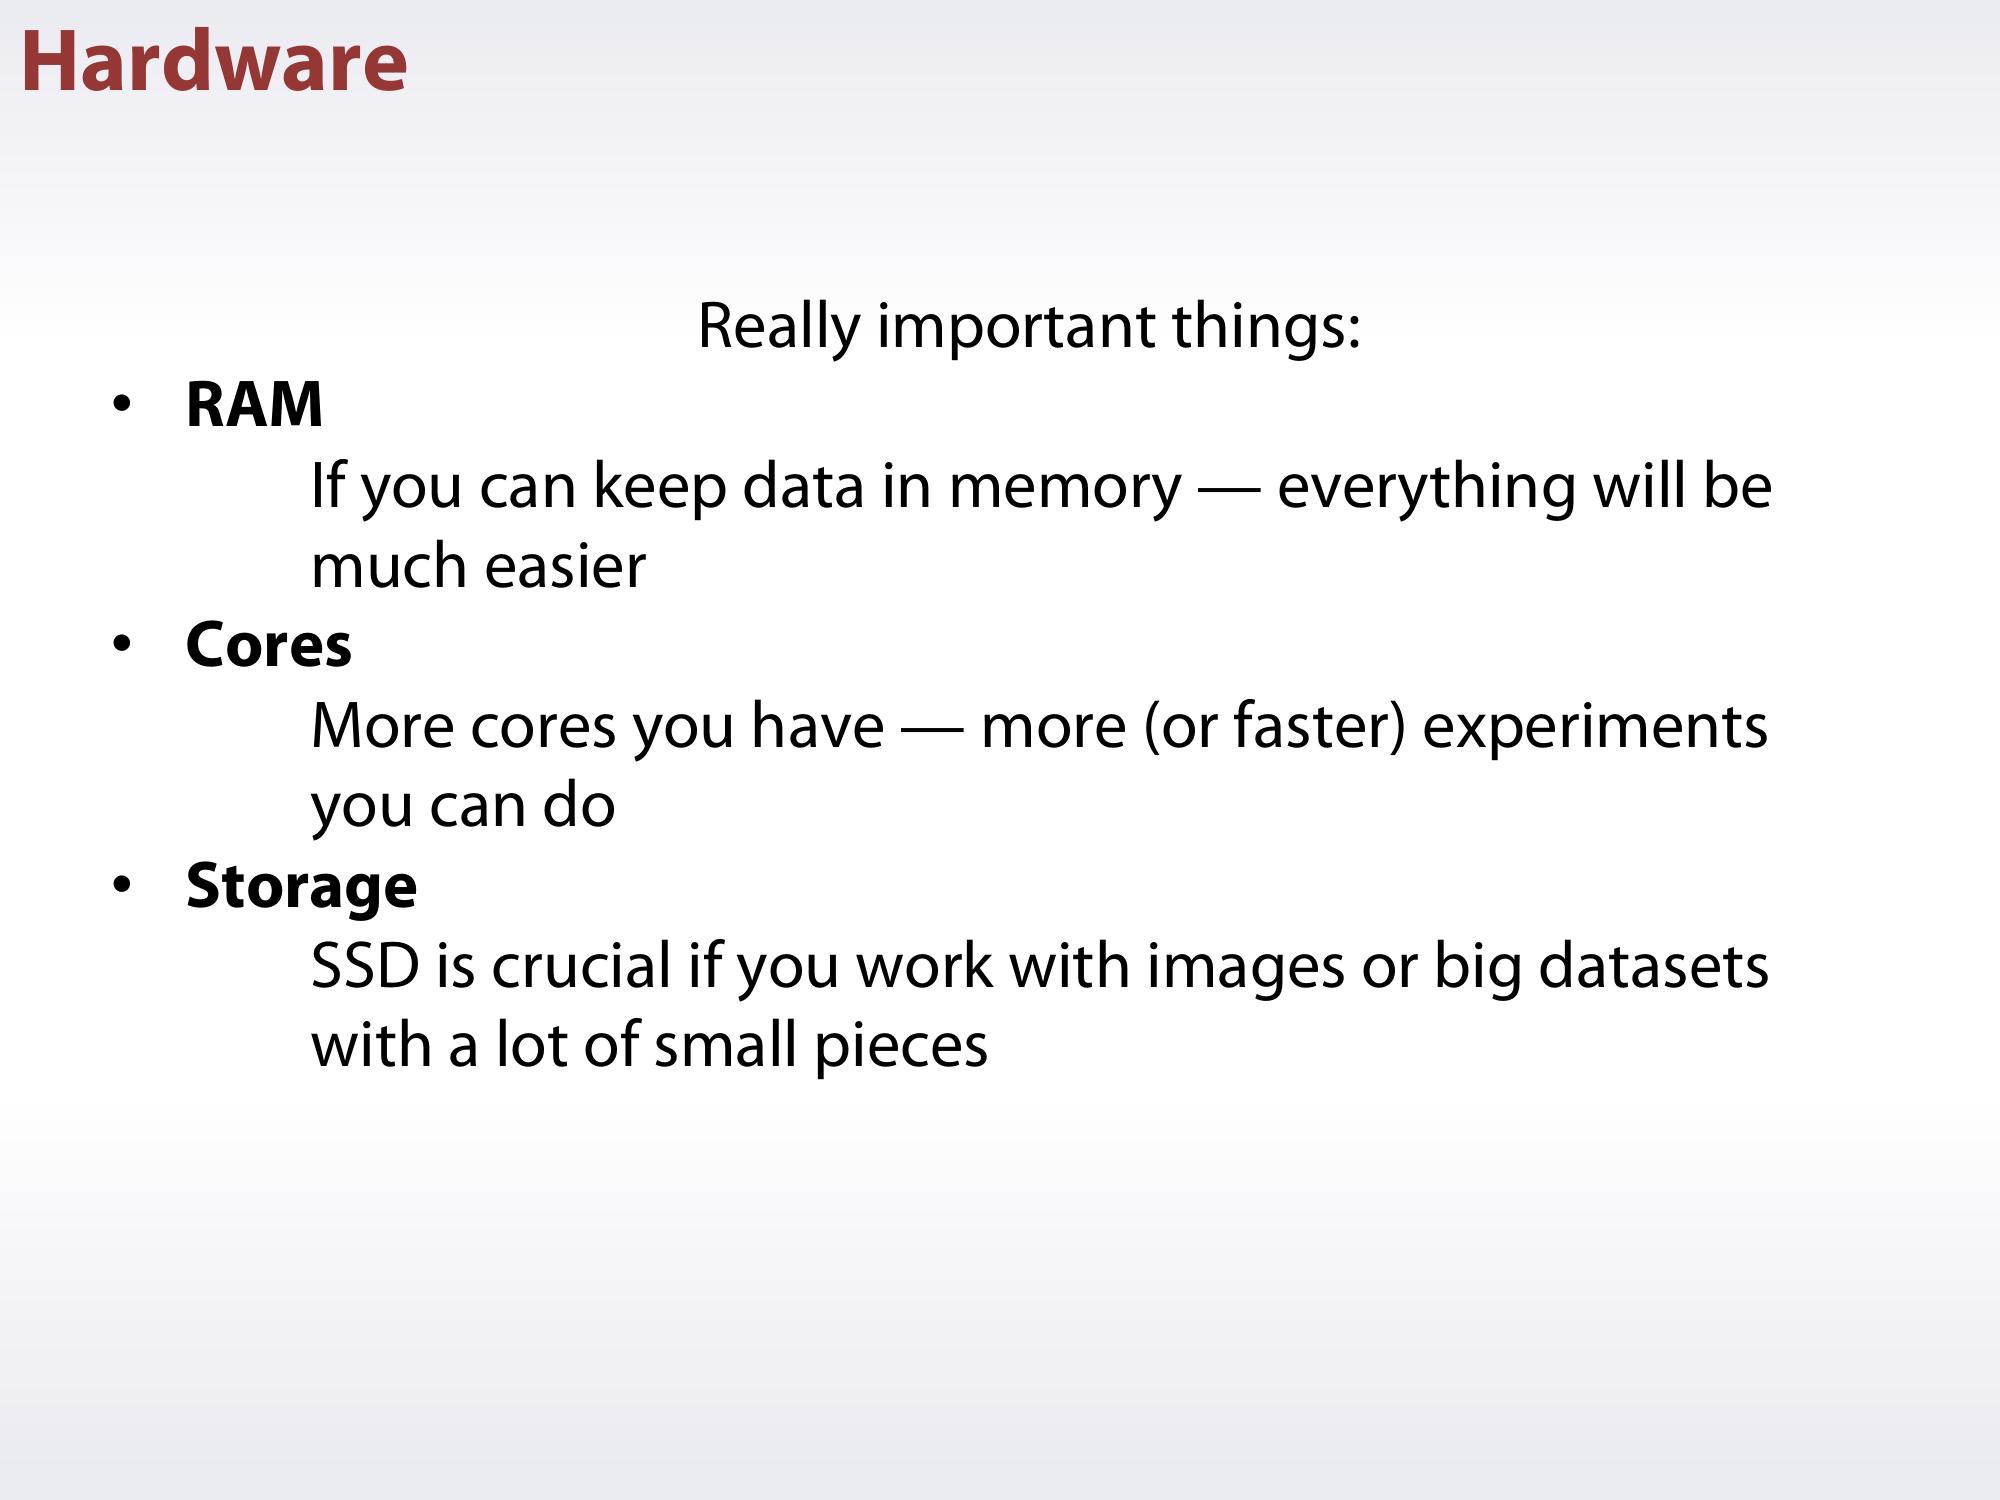 Hardware
Really important things:
• RAM
If you can keep data in memory — everything will be
much easier
• Cores
More cores you have — more (or faster) experiments
you can do
• Storage
SSD is crucial if you work with images or big datasets
with a lot of small pieces